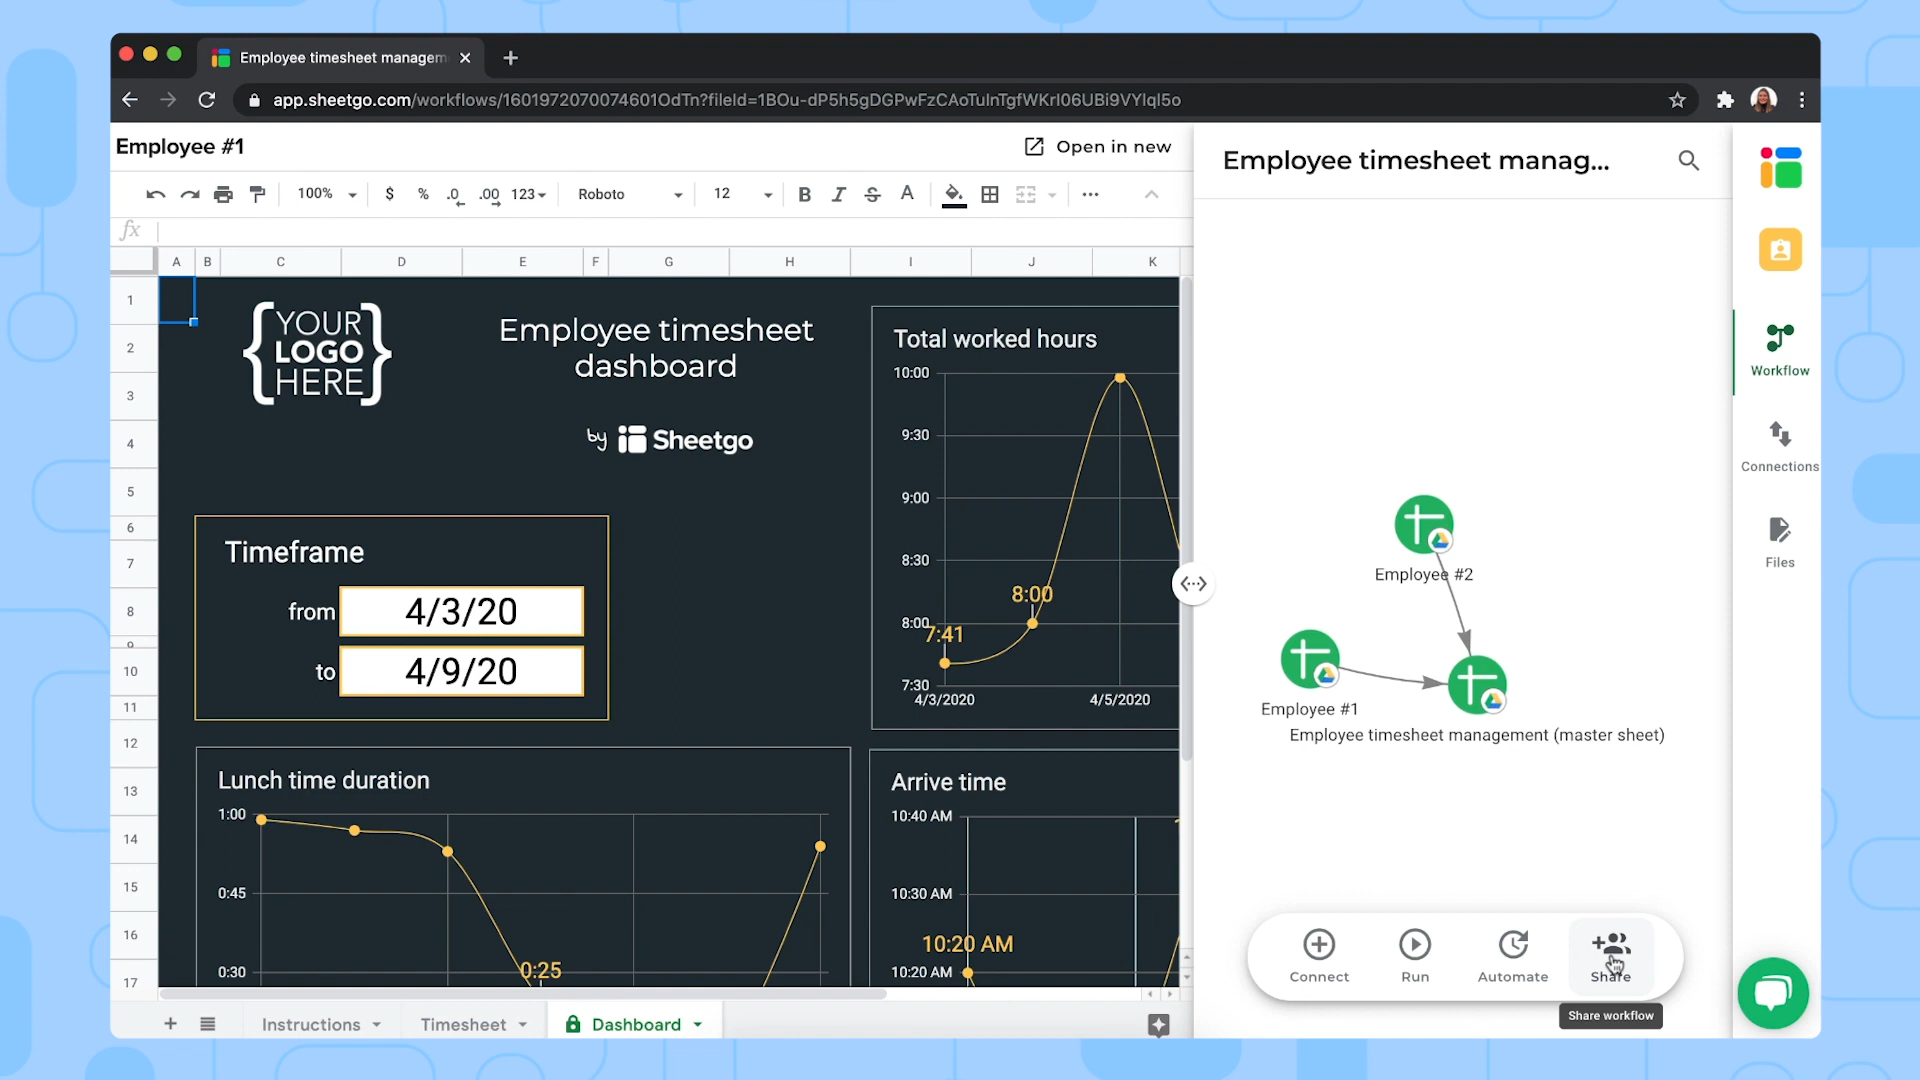 Employee timesheet managem
app.sheetgo.com/workflows/1601972070074601OdTn?fileId=1BOu-dP5h5gDGPwFzCAoTuInTgfWKrI06UBi9VYIqI5o
Employee #1
Open in new
Employee timesheet manag...
100%
$
%
.0
.00
123
Roboto
12
B
I
S
A
fx
A B C D E F G H I J K
1
2
3
4
5
6
7
8
9
10
11
12
13
14
15
16
17
YOUR
LOGO
HERE
Employee timesheet
dashboard
by Sheetgo
Timeframe
from 4/3/20
to 4/9/20
Total worked hours
10:00
9:30
9:00
8:30
8:00
7:30
7:41
8:00
4/3/2020
4/5/2020
Lunch time duration
1:00
0:45
0:30
0:25
Arrive time
10:40 AM
10:30 AM
10:20 AM
10:20 AM
Instructions
Timesheet
Dashboard
Employee #2
Employee #1
Employee timesheet management (master sheet)
Connect
Run
Automate
Share
Share workflow
Workflow
Connections
Files